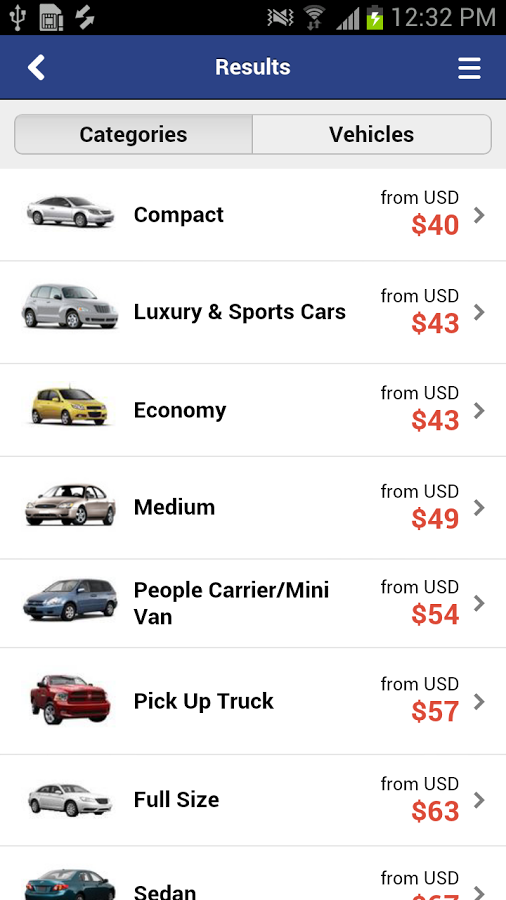 12:32 PM
Results
Categories
Vehicles
Compact
from USD
$40
Luxury & Sports Cars
from USD
$43
Economy
from USD
$43
Medium
from USD
$49
People Carrier/Mini
Van
from USD
$54
Pick Up Truck
from USD
$57
Full Size
from USD
$63
Sedan
from USD